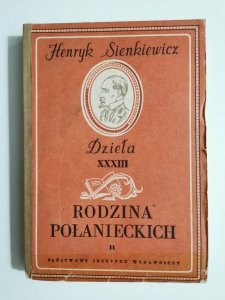 Henryk Sienkiewicz
Dzieła
XXXIII
RODZINA
POŁANIECKICH
II
PAŃSTWOWY INSTYTUT WYDAWNICZY